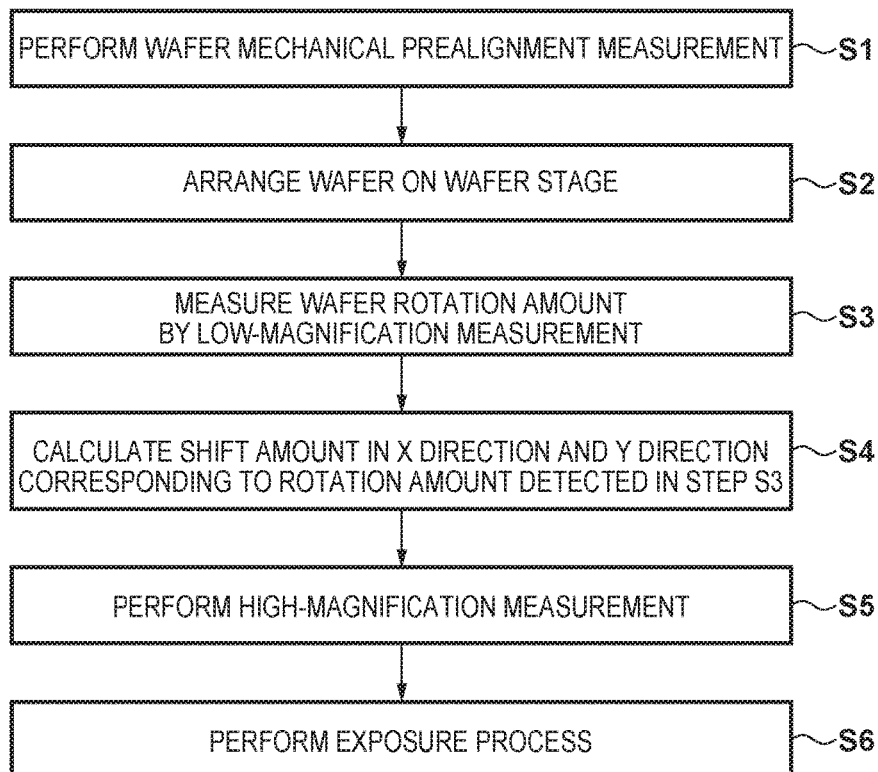 PERFORM WAFER MECHANICAL PREALIGNMENT MEASUREMENT S1
ARRANGE WAFER ON WAFER STAGE S2
MEASURE WAFER ROTATION AMOUNT
BY LOW-MAGNIFICATION MEASUREMENT S3
CALCULATE SHIFT AMOUNT IN X DIRECTION AND Y DIRECTION S4
CORRESPONDING TO ROTATION AMOUNT DETECTED IN STEP S3
PERFORM HIGH-MAGNIFICATION MEASUREMENT S5
PERFORM EXPOSURE PROCESS S6